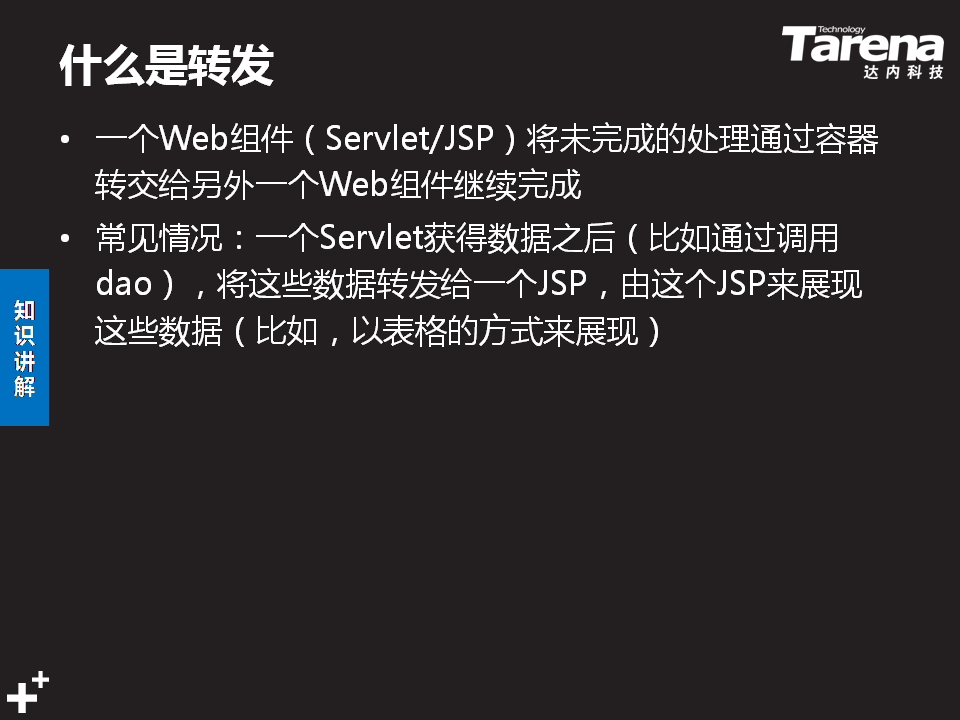 什么是转发
Technology
Tarena
达内科技
• 一个Web组件（Servlet/JSP）将未完成的处理通过容器
转交给另外一个Web组件继续完成
• 常见情况：一个Servlet获得数据之后（比如通过调用
dao），将这些数据转发给一个JSP，由这个JSP来展现
这些数据（比如，以表格的方式来展现）
知识讲解